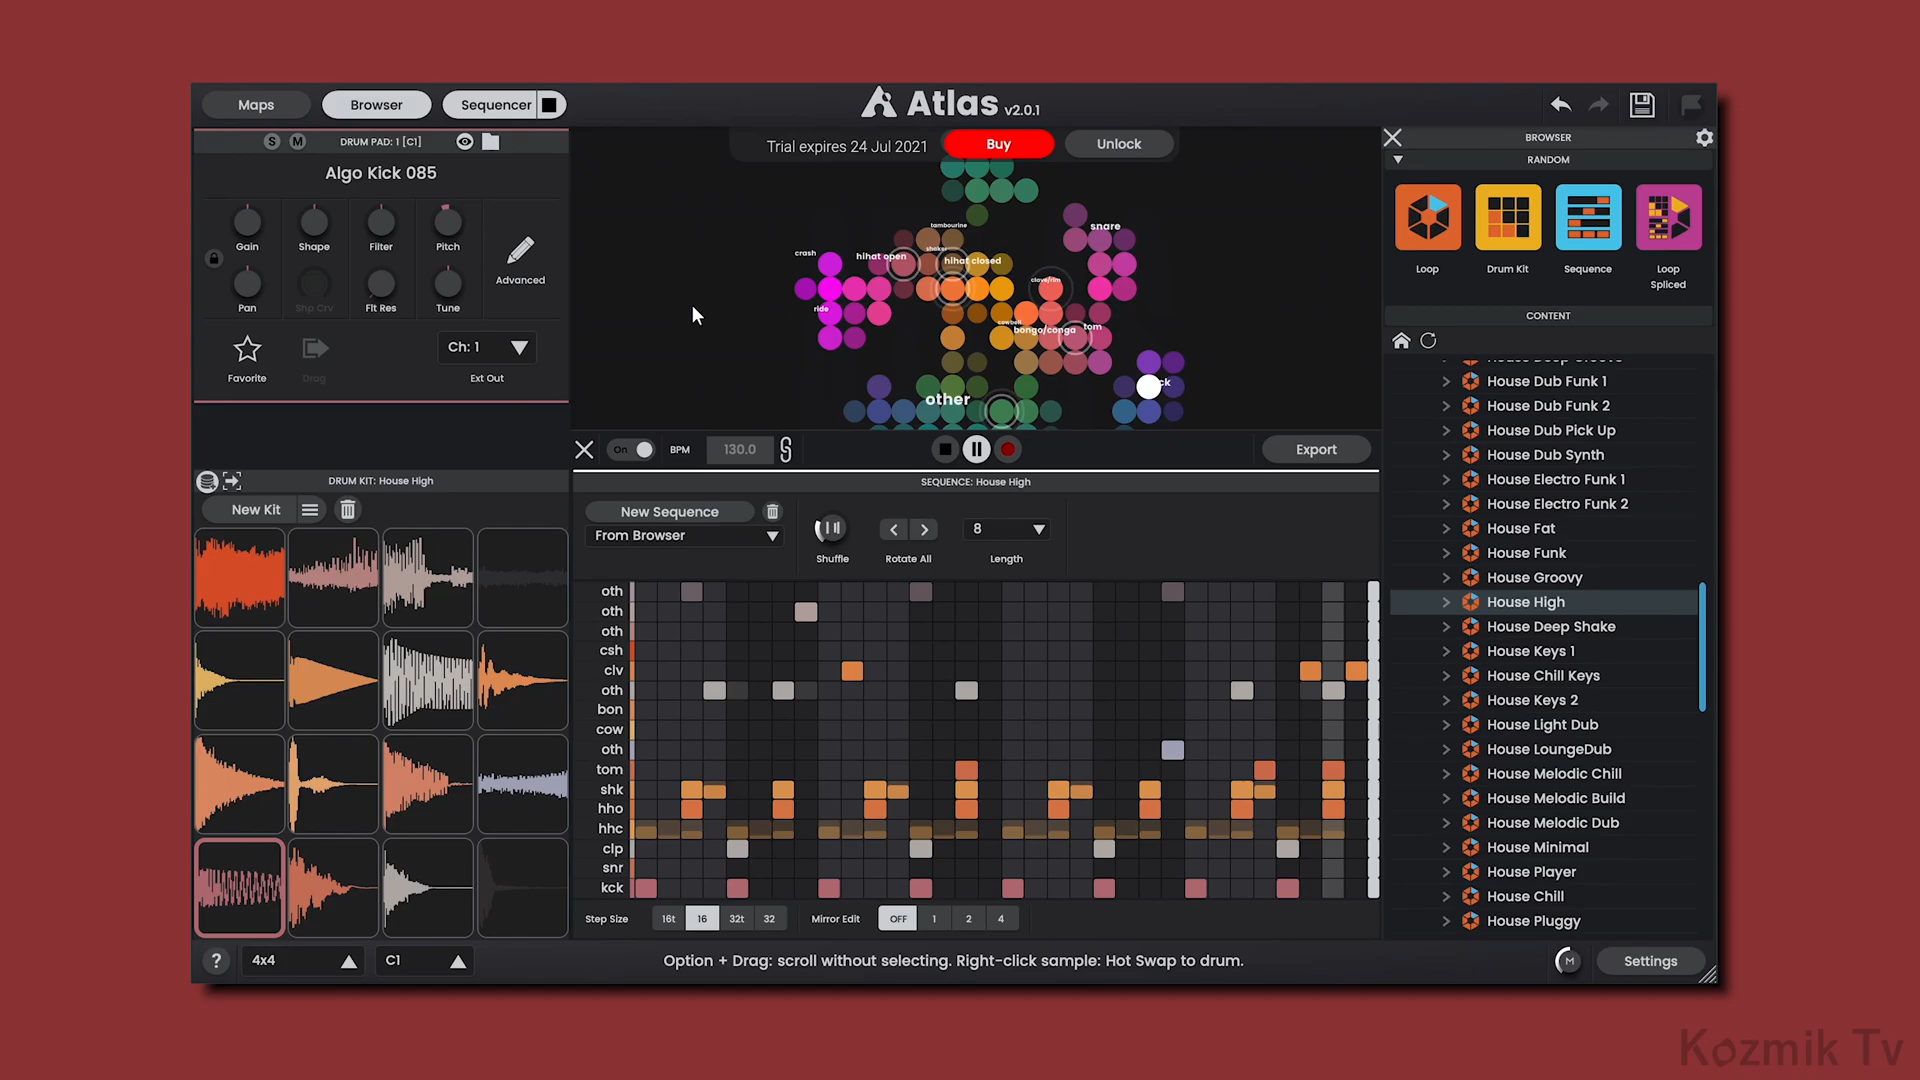 Maps
Browser
Sequencer
Atlas v2.0.1
Trial expires 24 Jul 2021
Buy
Unlock
S M DRUM PAD: 1 [C1]
Algo Kick 085
Gain
Shape
Filter
Pitch
Pan
Shp Crv
Flt Res
Tune
Advanced
Favorite
Drag
Ch: 1
Ext Out
tambourine
shaker
crash
hihat open
hihat closed
ride
snare
clave/rim
cowbell
bongo/conga
tom
other
ck
On
BPM
130.0
Export
DRUM KIT: House High
New Kit
SEQUENCE: House High
New Sequence
From Browser
Shuffle
Rotate All
8
Length
oth
oth
oth
csh
clv
oth
bon
cow
oth
tom
shk
hho
hhc
clp
snr
kck
Step Size
16t
16
32t
32
Mirror Edit
OFF
1
2
4
BROWSER
RANDOM
Loop
Drum Kit
Sequence
Loop
Spliced
CONTENT
House Dub Funk 1
House Dub Funk 2
House Dub Pick Up
House Dub Synth
House Electro Funk 1
House Electro Funk 2
House Fat
House Funk
House Groovy
House High
House Deep Shake
House Keys 1
House Chill Keys
House Keys 2
House Light Dub
House LoungeDub
House Melodic Chill
House Melodic Build
House Melodic Dub
House Minimal
House Player
House Chill
House Pluggy
?
4x4
C1
Option + Drag: scroll without selecting. Right-click sample: Hot Swap to drum.
M
Settings
Kozmik Tv